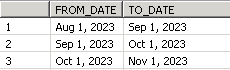 FROM_DATE TO_DATE
1 Aug 1, 2023 Sep 1, 2023
2 Sep 1, 2023 Oct 1, 2023
3 Oct 1, 2023 Nov 1, 2023